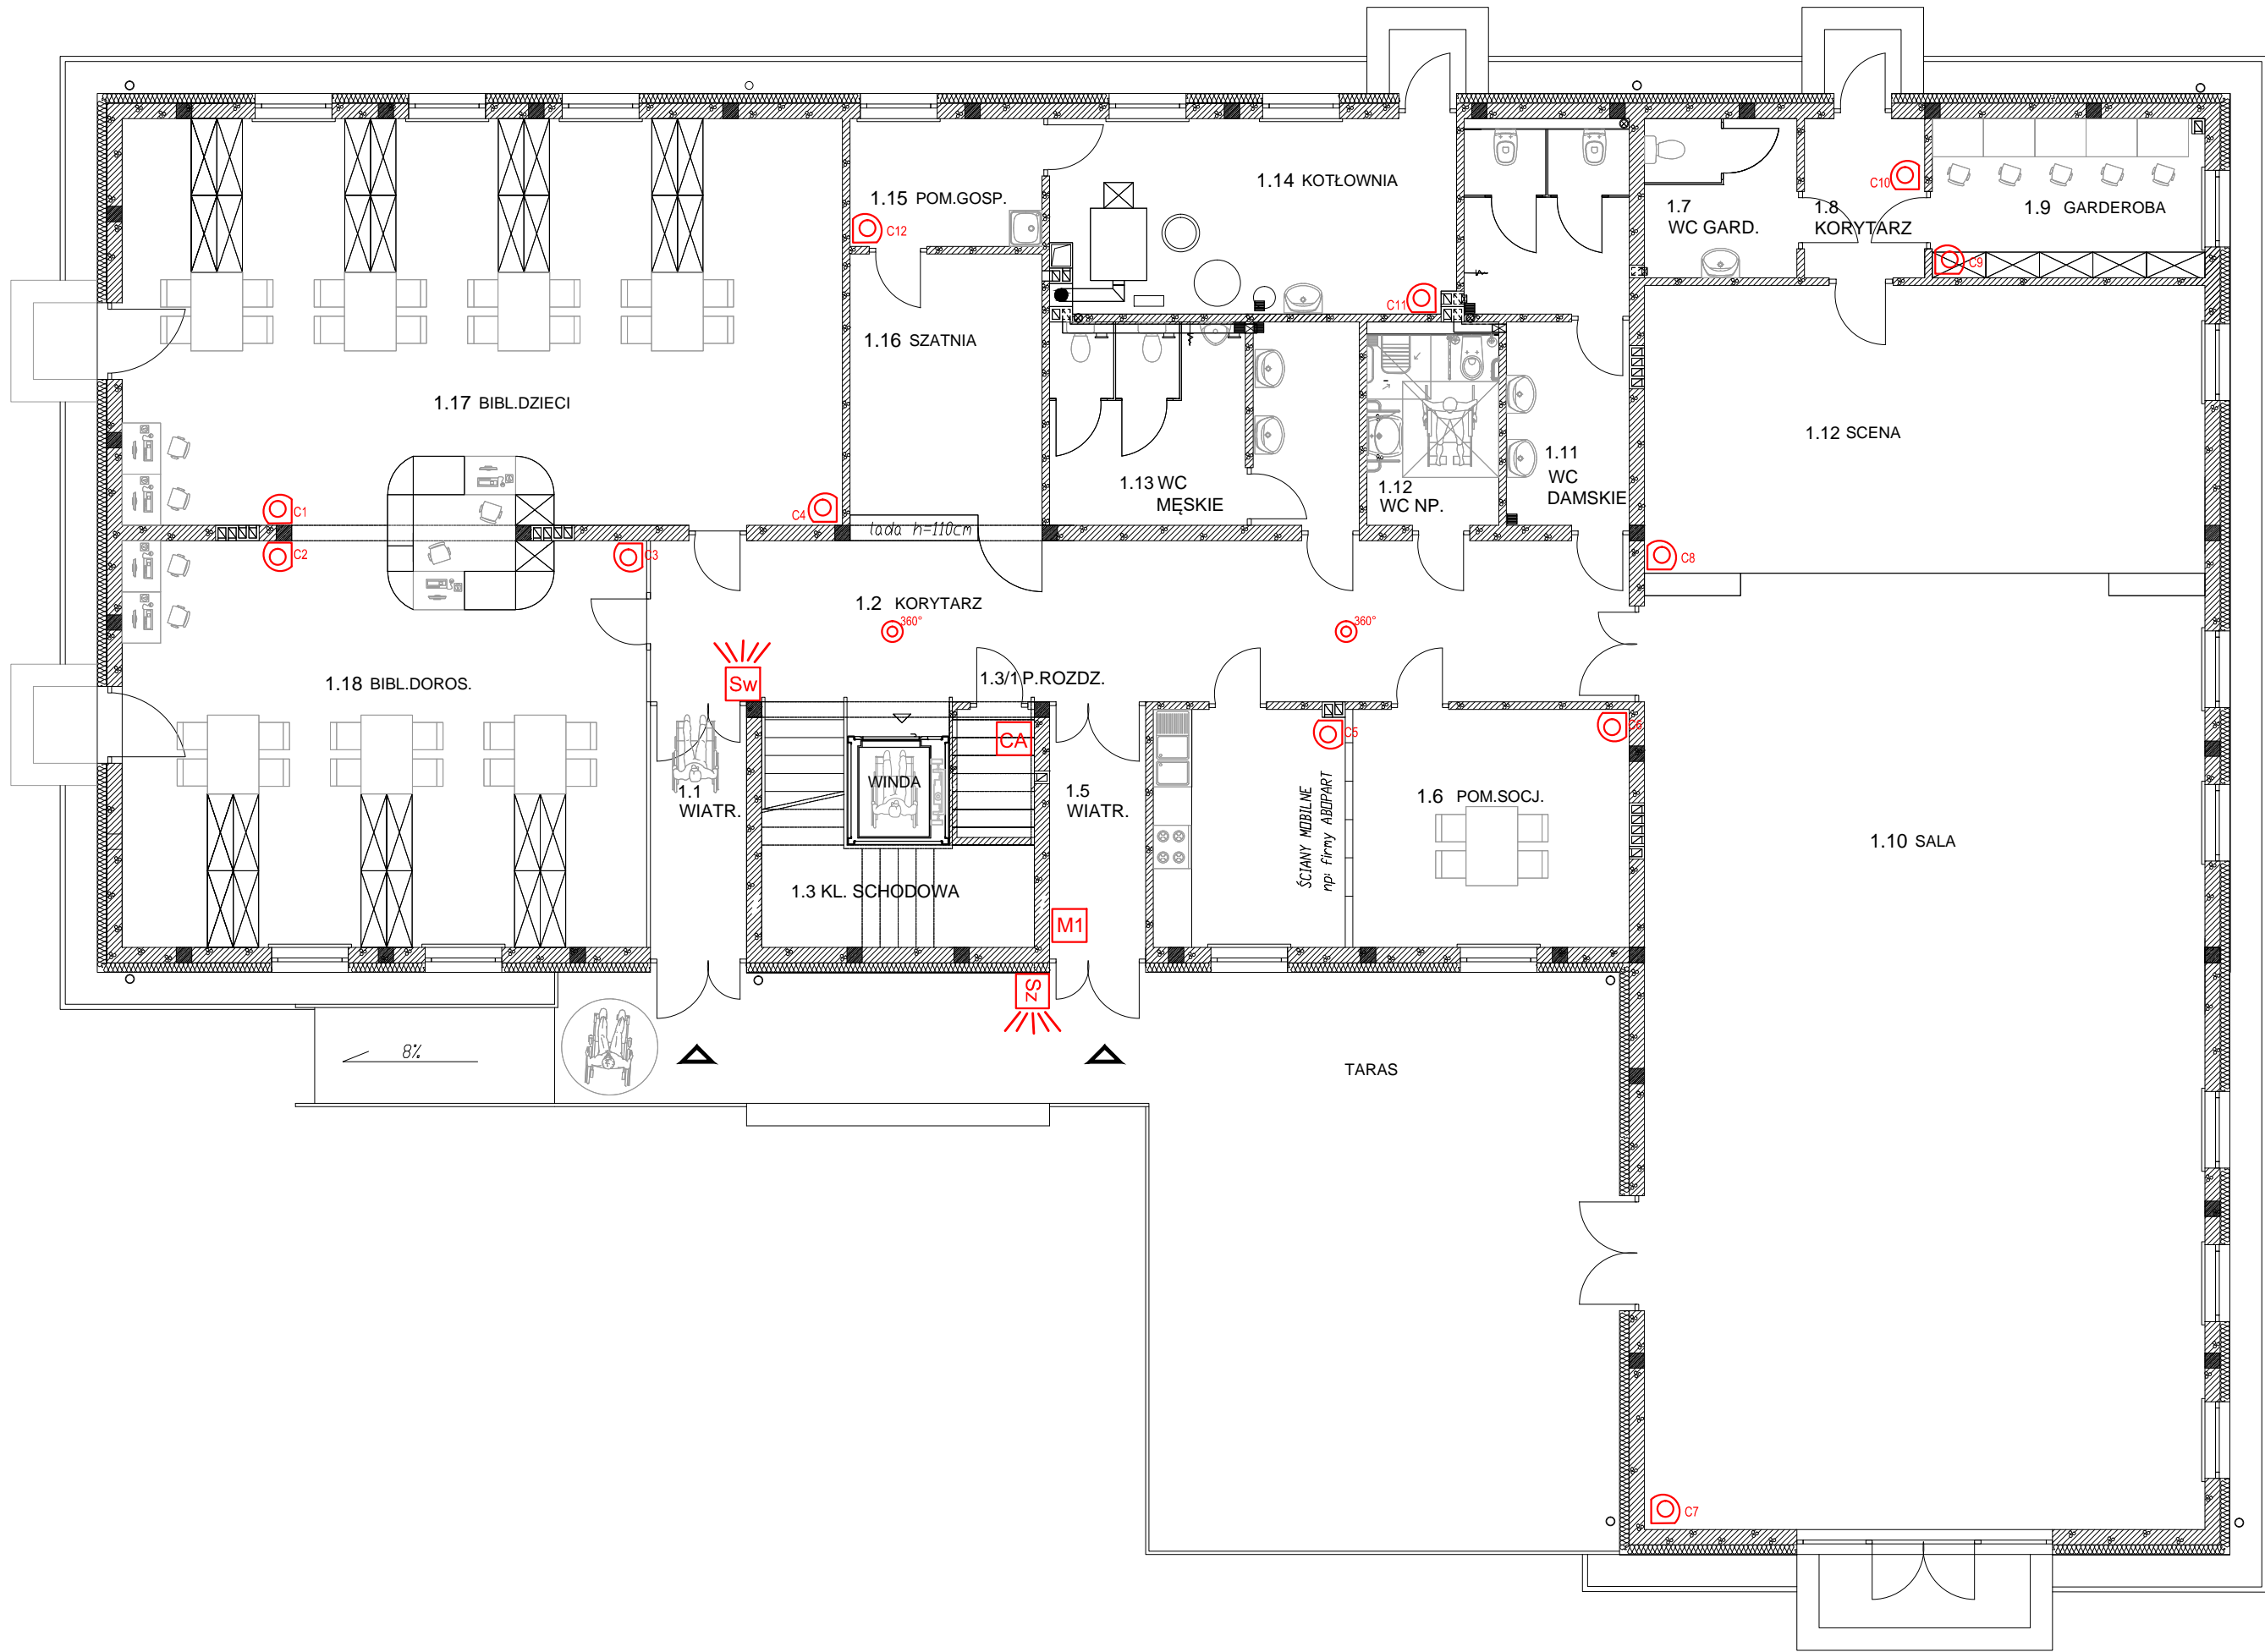 1.14 KOTŁOWNIA
1.15 POM.GOSP.
C12
C10
1.7
WC GARD.
1.8
KORYTARZ
1.9 GARDEROBA
C9
C11
1.16 SZATNIA
1.17 BIBL.DZIECI
1.12 SCENA
1.13 WC
MĘSKIE
1.12
WC NP.
1.11
WC
DAMSKIE
C1
C4
lada h=110cm
C2
C3
C8
1.2 KORYTARZ
360°
360°
1.18 BIBL.DOROS.
Sw
1.3/1 P.ROZDZ.
CA
C5
C6
WINDA
1.1
WIATR.
1.5
WIATR.
ŚCIANY MOBILNE
np: firmy ABOPART
1.6 POM.SOCJ.
1.10 SALA
1.3 KL. SCHODOWA
M1
Sz
8%
TARAS
C7